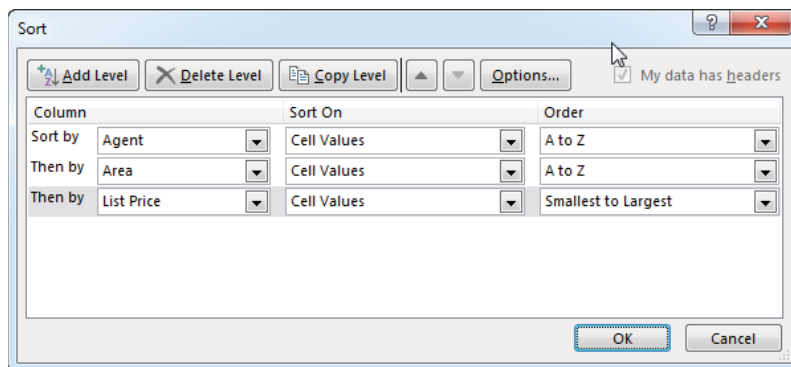 Sort
Add Level Delete Level Copy Level Options... My data has headers
Column Sort On Order
Sort by Agent Cell Values A to Z
Then by Area Cell Values A to Z
Then by List Price Cell Values Smallest to Largest
OK Cancel